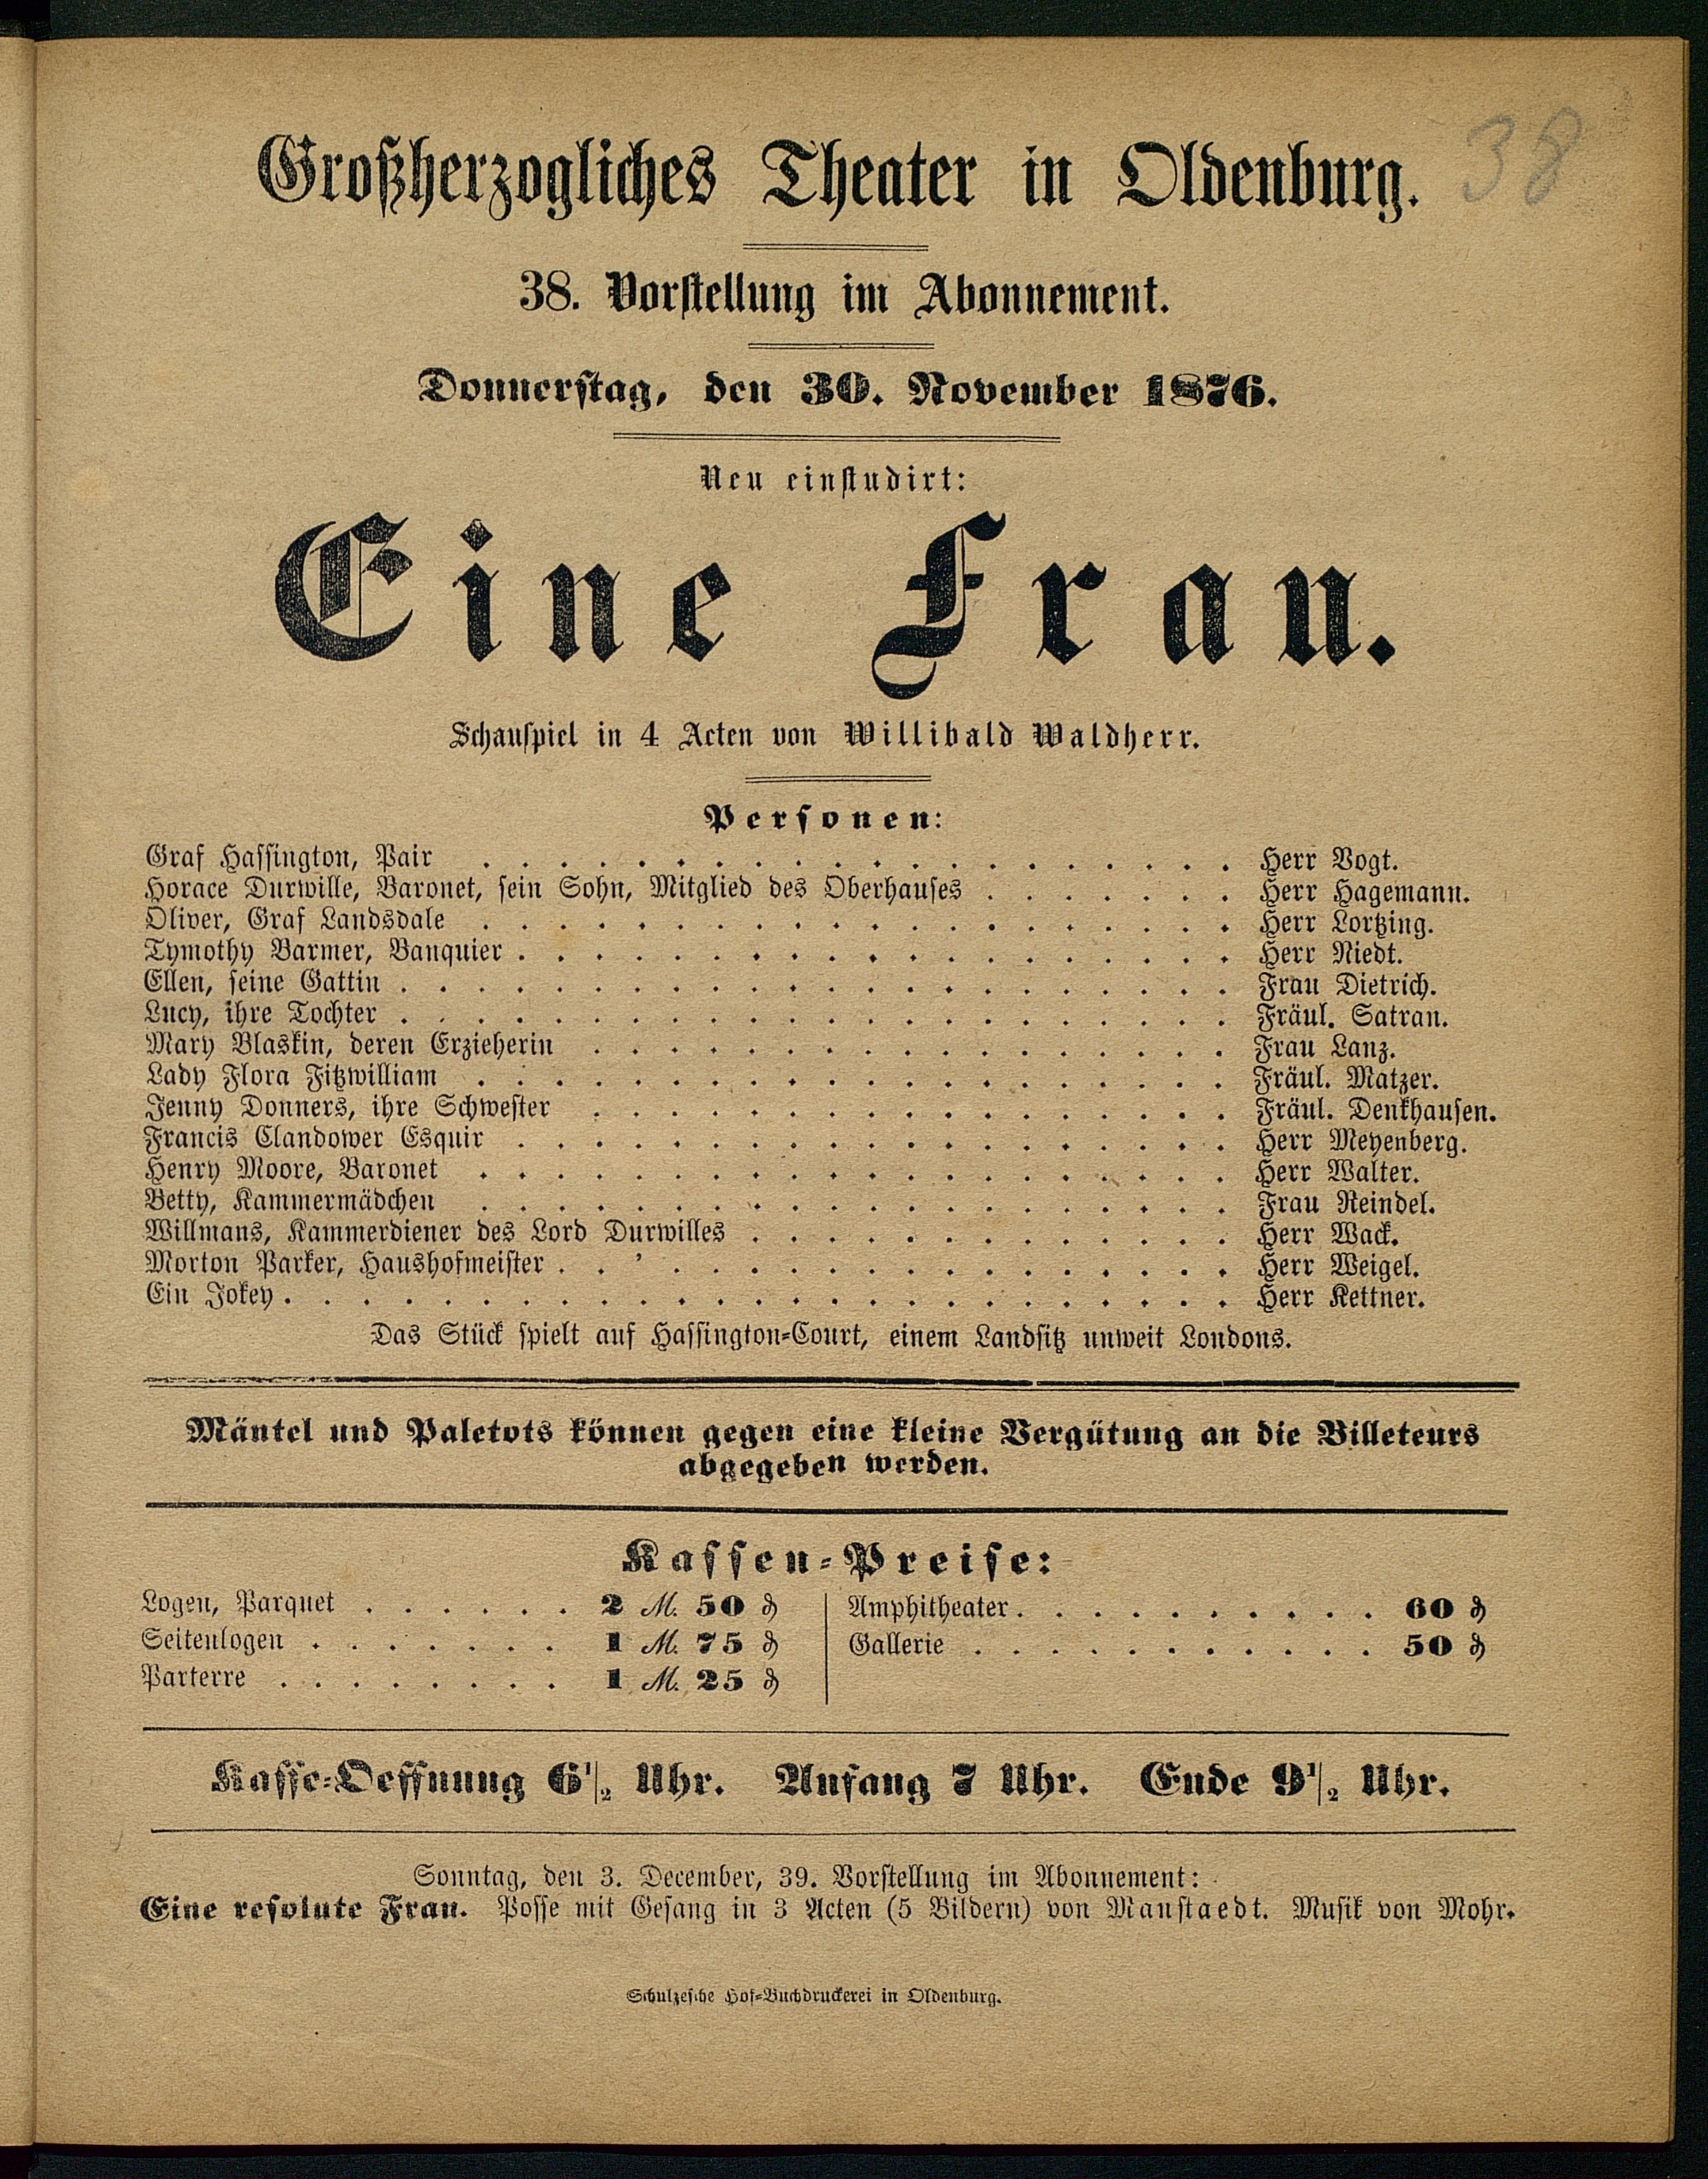 38
Großherzogliches Theater in Oldenburg.
38. Vorstellung im Abonnement.
Donnerstag, den 30. November 1876.
Neu einstudirt:
Eine Frau.
Schauspiel in 4 Acten von Willibald Waldherr.
Personen:
Graf Hassington, Pair . . . . . . . . . . . . . . . . . . . . Herr Vogt.
Horace Durwille, Baronet, sein Sohn, Mitglied des Oberhauses . . . . . . . Herr Hagemann.
Oliver, Graf Landsdale . . . . . . . . . . . . . . . . . . . . Herr Lortzing.
Tymothy Barmer, Banquier . . . . . . . . . . . . . . . . . . . Herr Niedt.
Ellen, seine Gattin . . . . . . . . . . . . . . . . . . . . . . Frau Dietrich.
Lucy, ihre Tochter . . . . . . . . . . . . . . . . . . . . . . Fräul. Satran.
Mary Blaskin, deren Erzieherin . . . . . . . . . . . . . . . . . Frau Lanz.
Lady Flora Fitzwilliam . . . . . . . . . . . . . . . . . . . . Fräul. Matzer.
Jenny Donners, ihre Schwester . . . . . . . . . . . . . . . . . Fräul. Denkhausen.
Francis Clandower Esquir . . . . . . . . . . . . . . . . . . . Herr Meyenberg.
Henry Moore, Baronet . . . . . . . . . . . . . . . . . . . . Herr Walter.
Betty, Kammermädchen . . . . . . . . . . . . . . . . . . . . Frau Reindel.
Willmans, Kammerdiener des Lord Durwilles . . . . . . . . . . . . . Herr Wack.
Morton Parker, Haushofmeister . . . . . . . . . . . . . . . . . . Herr Weigel.
Ein Jokey . . . . . . . . . . . . . . . . . . . . . . . . . Herr Kettner.
Das Stück spielt auf Hassington-Court, einem Landsitz unweit Londons.
Mäntel und Paletots können gegen eine kleine Vergütung an die Billeteurs
abgegeben werden.
Kassen-Preise:
Logen, Parquet . . . . . . 2 M. 50 ₰
Seitenlogen . . . . . . . 1 M. 75 ₰
Parterre . . . . . . . . 1 M. 25 ₰
Amphitheater . . . . . . . . . . 60 ₰
Gallerie . . . . . . . . . . . 50 ₰
Kasse-Oeffnung 6 1/2 Uhr. Anfang 7 Uhr. Ende 9 1/2 Uhr.
Sonntag, den 3. December, 39. Vorstellung im Abonnement:
Eine resolute Frau. Posse mit Gesang in 3 Acten (5 Bildern) von Manstaedt. Musik von Mohr.
Schulzesche Hof-Buchdruckerei in Oldenburg.